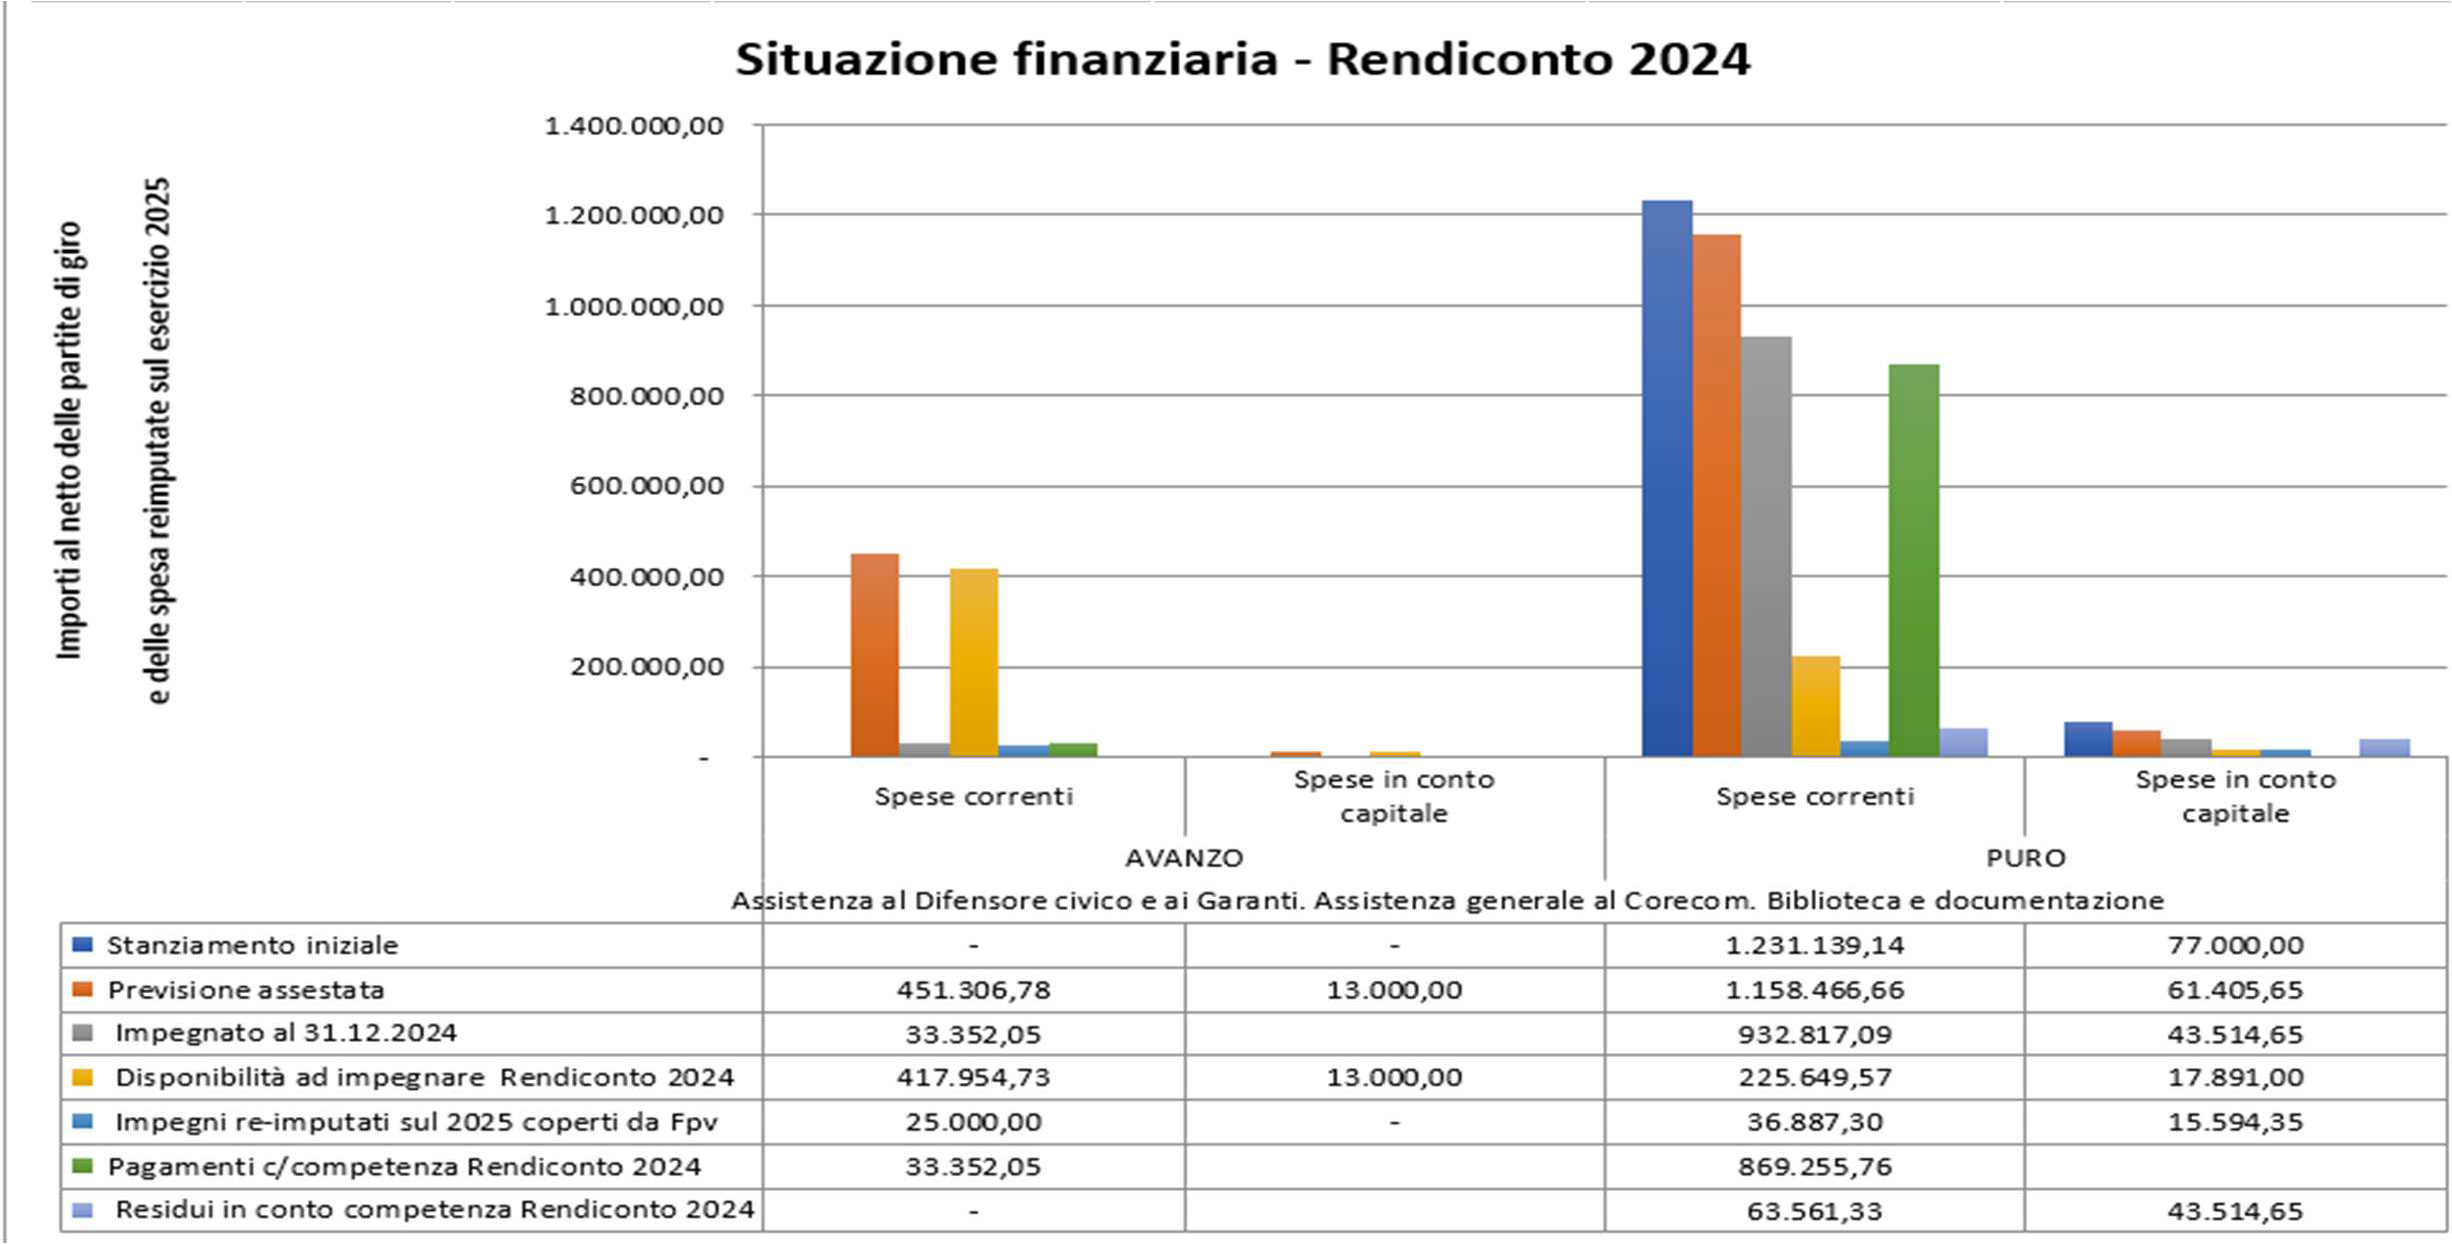 Situazione finanziaria - Rendiconto 2024
Importi al netto delle partite di giro
e delle spesa reimputate sul esercizio 2025
1.400.000,00
1.200.000,00
1.000.000,00
800.000,00
600.000,00
400.000,00
200.000,00
-
Spese correnti
Spese in conto
capitale
Spese correnti
Spese in conto
capitale
AVANZO
PURO
Assistenza al Difensore civico e ai Garanti. Assistenza generale al Corecom. Biblioteca e documentazione
Stanziamento iniziale - - 1.231.139,14 77.000,00
Previsione assestata 451.306,78 13.000,00 1.158.466,66 61.405,65
Impegnato al 31.12.2024 33.352,05 932.817,09 43.514,65
Disponibilità ad impegnare Rendiconto 2024 417.954,73 13.000,00 225.649,57 17.891,00
Impegni re-imputati sul 2025 coperti da Fpv 25.000,00 - 36.887,30 15.594,35
Pagamenti c/competenza Rendiconto 2024 33.352,05 869.255,76
Residui in conto competenza Rendiconto 2024 - 63.561,33 43.514,65